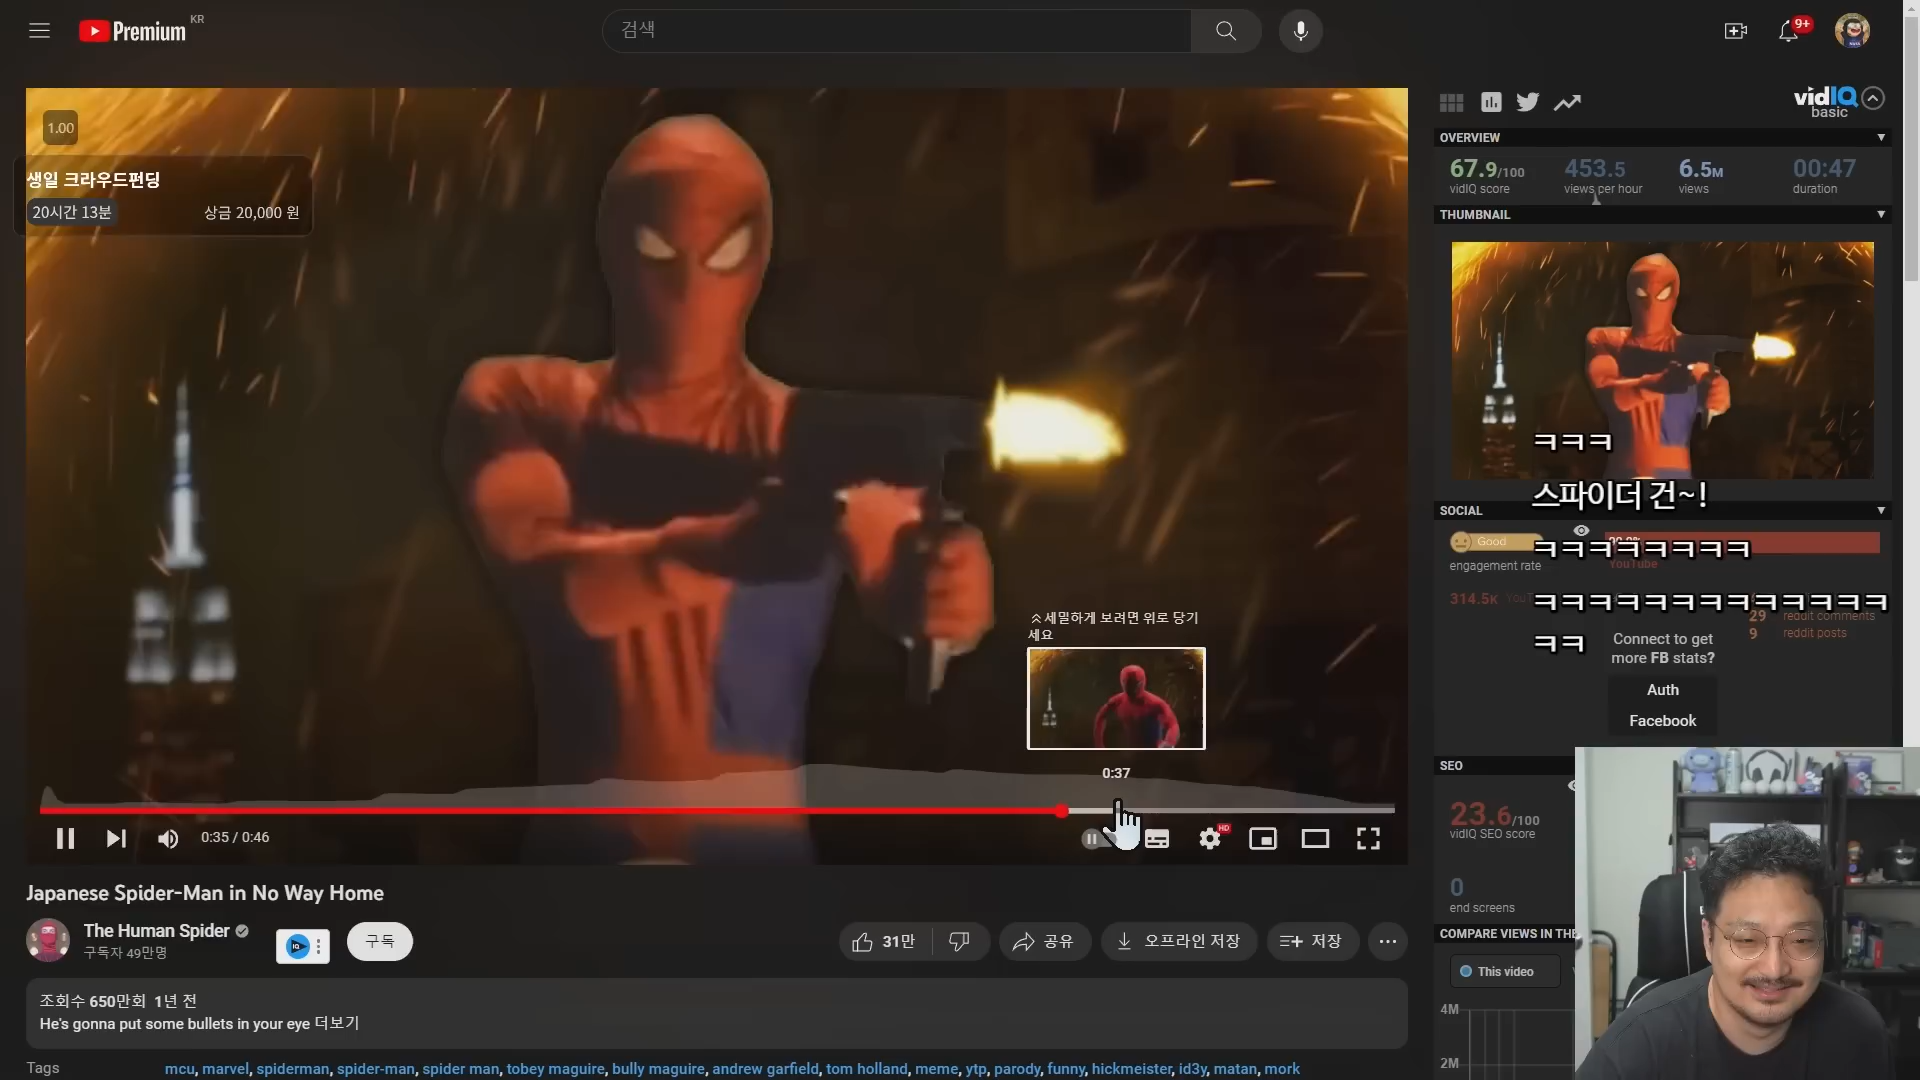 Premium KR
검색
9+
1.00
생일 크라우드펀딩
20시간 13분
상금 20,000 원
세밀하게 보려면 위로 당기
세요
0:37
0:35 / 0:46
HD
Japanese Spider-Man in No Way Home
The Human Spider
구독자 49만명
구독
31만
공유
오프라인 저장
저장
조회수 650만회 1년 전
He's gonna put some bullets in your eye 더보기
Tags
mcu, marvel, spiderman, spider-man, spider man, tobey maguire, bully maguire, andrew garfield, tom holland, meme, ytp, parody, funny, hickmeister, id3y, matan, mork
vidIQ
basic
OVERVIEW
67.9/100
vidIQ score
453.5
views per hour
6.5M
views
00:47
duration
THUMBNAIL
ㅋㅋㅋ
스파이더 건~!
SOCIAL
Good
engagement rate
ㅋㅋㅋㅋㅋㅋㅋㅋ
YouTube
314.5K
ㅋㅋㅋㅋㅋㅋㅋㅋㅋㅋㅋㅋㅋ
ㅋㅋ
29 reddit comments
9 reddit posts
Connect to get
more FB stats?
Auth
Facebook
SEO
23.6/100
vidIQ SEO score
0
end screens
COMPARE VIEWS IN THE
This video
4M
2M